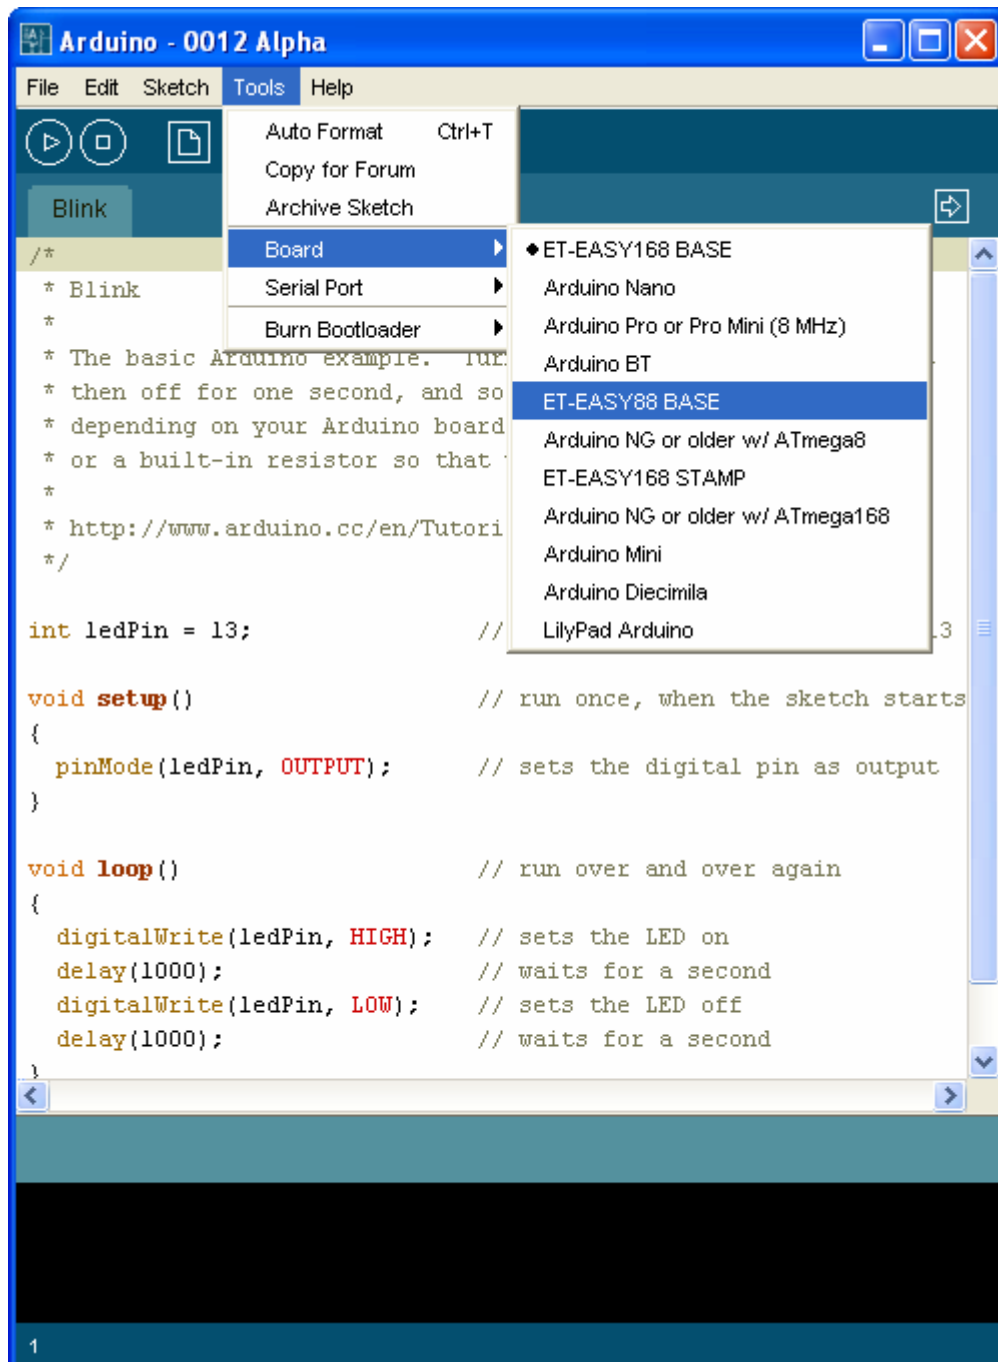 Arduino - 0012 Alpha
File Edit Sketch Tools Help
Auto Format Ctrl+T
Copy for Forum
Archive Sketch
Board
Serial Port
Burn Bootloader
ET-EASY168 BASE
Arduino Nano
Arduino Pro or Pro Mini (8 MHz)
Arduino BT
ET-EASY88 BASE
Arduino NG or older w/ ATmega8
ET-EASY168 STAMP
Arduino NG or older w/ ATmega168
Arduino Mini
Arduino Diecimila
LilyPad Arduino
Blink
/*
* Blink
*
* The basic Arduino example.
* then off for one second, and so
* depending on your Arduino board
* or a built-in resistor so that
*
* http://www.arduino.cc/en/Tutori
*/
int ledPin = 13; //
void setup() // run once, when the sketch starts
{
pinMode(ledPin, OUTPUT); // sets the digital pin as output
}
void loop() // run over and over again
{
digitalWrite(ledPin, HIGH); // sets the LED on
delay(1000); // waits for a second
digitalWrite(ledPin, LOW); // sets the LED off
delay(1000); // waits for a second
}
1